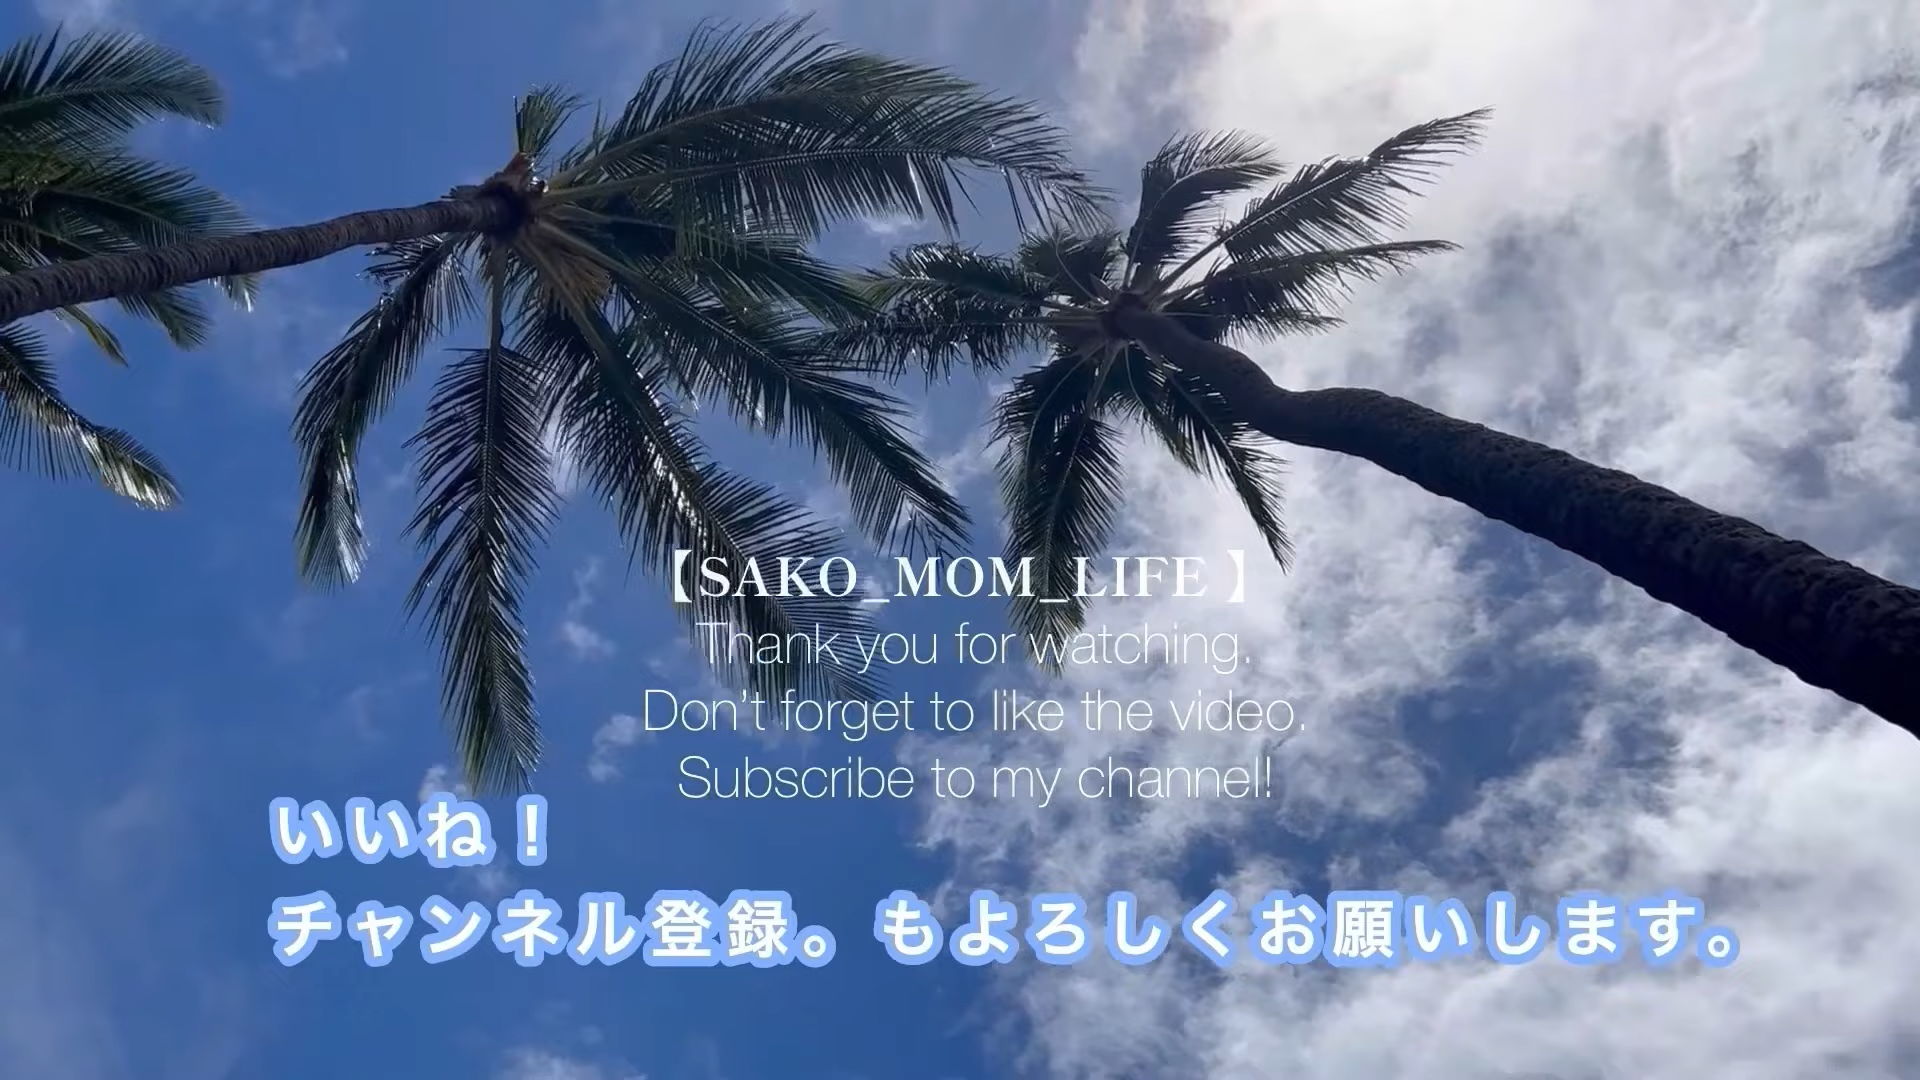 【SAKO_MOM_LIFE】
Thank you for watching.
Don't forget to like the video.
Subscribe to my channel!
いいね！
チャンネル登録。もよろしくお願いします。